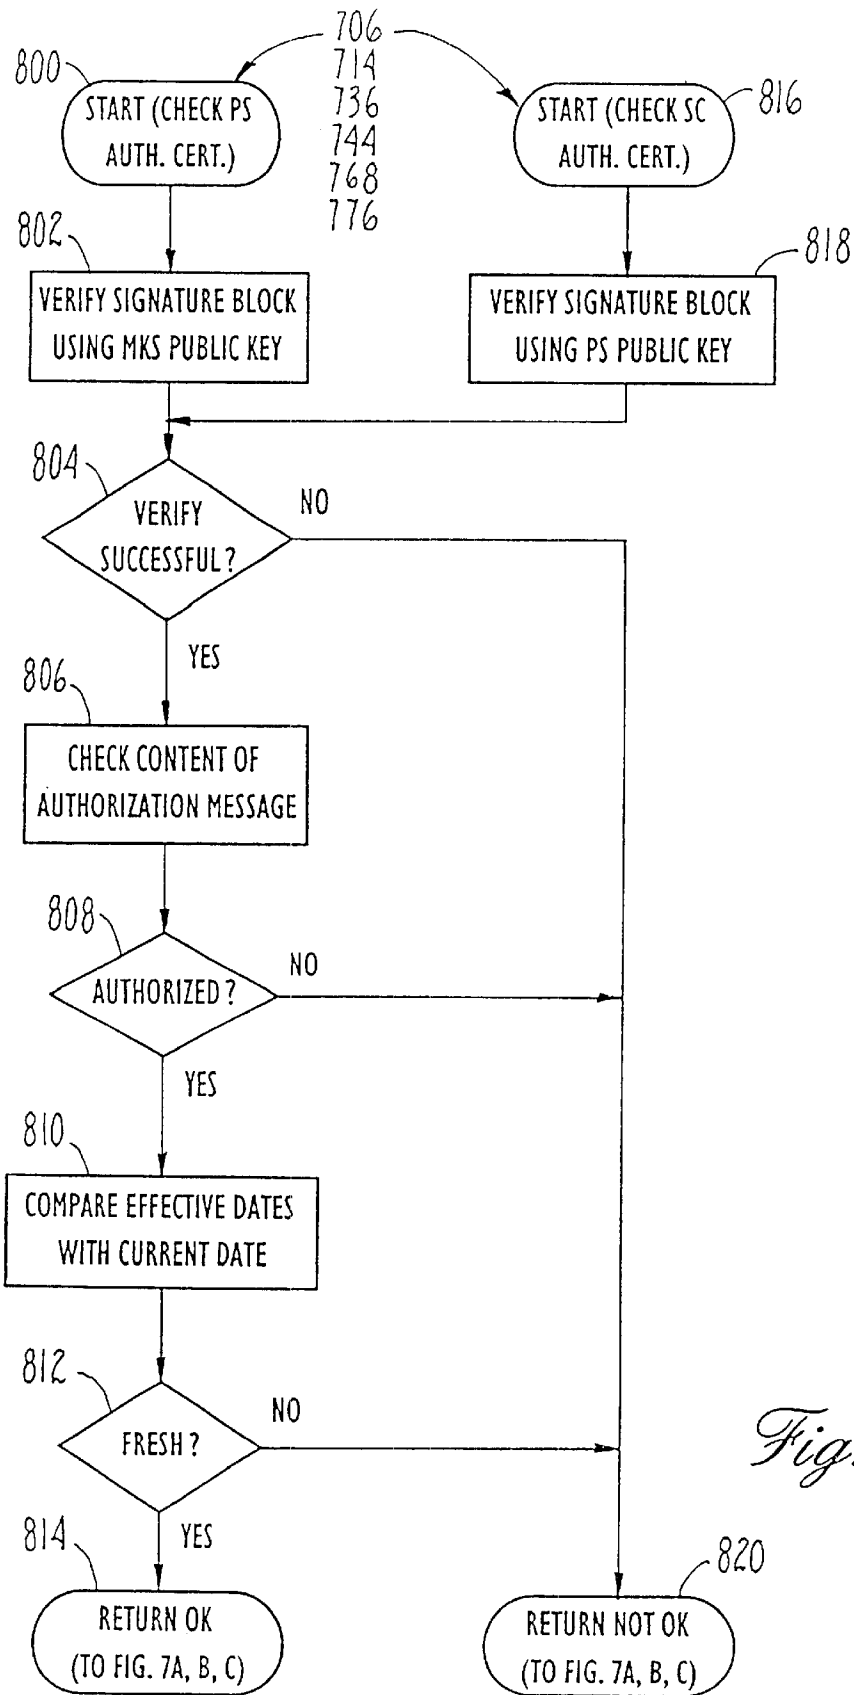 706
714
736
744
768
776
800
START (CHECK PS
AUTH. CERT.)
816
START (CHECK SC
AUTH. CERT.)
802
VERIFY SIGNATURE BLOCK
USING MKS PUBLIC KEY
818
VERIFY SIGNATURE BLOCK
USING PS PUBLIC KEY
804
VERIFY
SUCCESSFUL?
NO
YES
806
CHECK CONTENT OF
AUTHORIZATION MESSAGE
808
AUTHORIZED?
NO
YES
810
COMPARE EFFECTIVE DATES
WITH CURRENT DATE
812
FRESH?
NO
YES
Fig.
814
RETURN OK
(TO FIG. 7A, B, C)
820
RETURN NOT OK
(TO FIG. 7A, B, C)